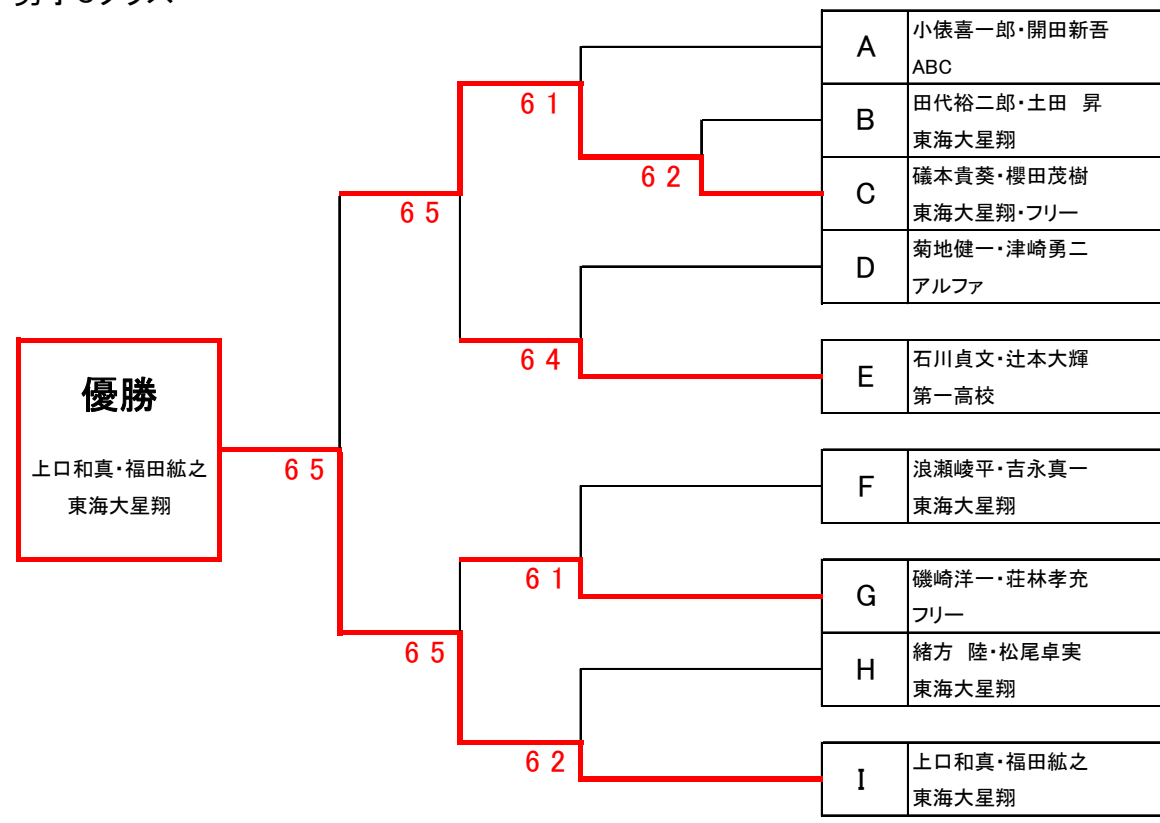 A
小俵喜一郎・開田新吾
ABC
6 1
B
田代裕二郎・土田　昇
東海大星翔
6 2
C
礒本貴葵・櫻田茂樹
東海大星翔・フリー
6 5
D
菊地健一・津崎勇二
アルファ
6 4
E
石川貞文・辻本大輝
第一高校
優勝
上口和真・福田紘之
東海大星翔
6 5
F
浪瀬崚平・吉永真一
東海大星翔
6 1
G
磯崎洋一・荘林孝充
フリー
6 5
H
緒方　陸・松尾卓実
東海大星翔
6 2
I
上口和真・福田紘之
東海大星翔